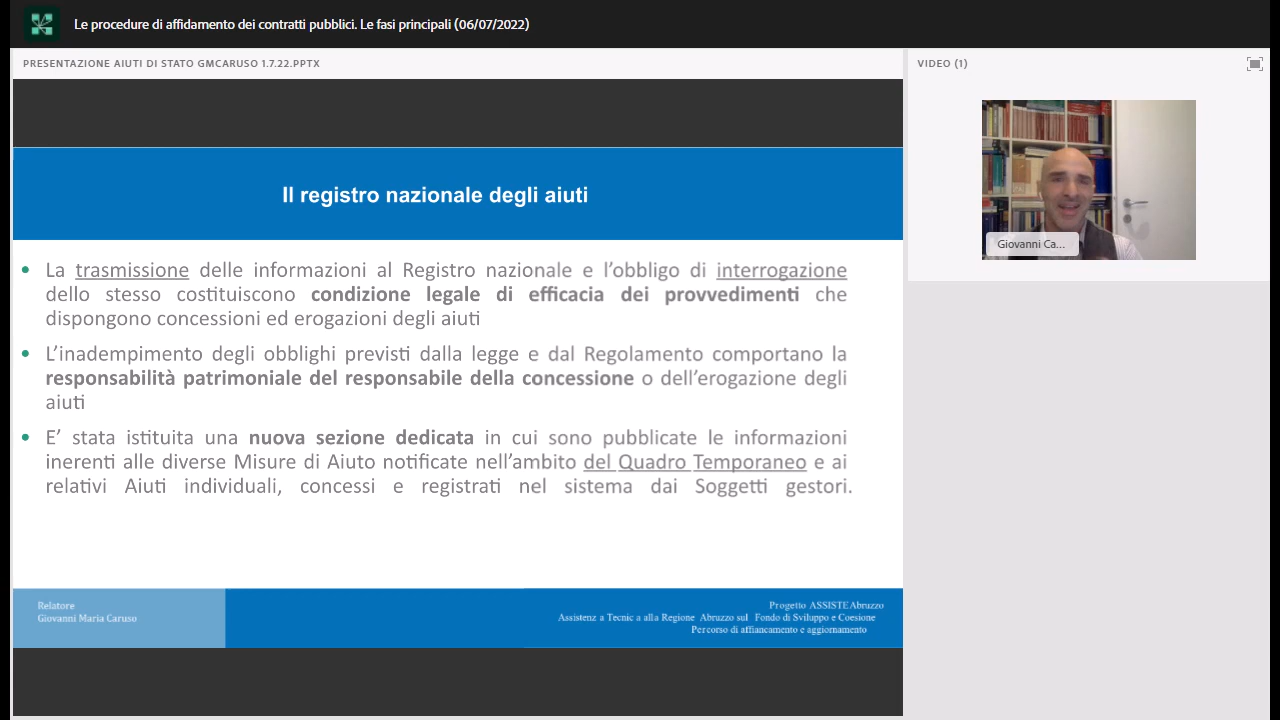 Le procedure di affidamento dei contratti pubblici. Le fasi principali (06/07/2022)
PRESENTAZIONE AIUTI DI STATO GMCARUSO 1.7.22.PPTX
VIDEO (1)
Il registro nazionale degli aiuti
• La trasmissione delle informazioni al Registro nazionale e l’obbligo di interrogazione
dello stesso costituiscono condizione legale di efficacia dei provvedimenti che
dispongono concessioni ed erogazioni degli aiuti
• L’inadempimento degli obblighi previsti dalla legge e dal Regolamento comportano la
responsabilità patrimoniale del responsabile della concessione o dell’erogazione degli
aiuti
• E’ stata istituita una nuova sezione dedicata in cui sono pubblicate le informazioni
inerenti alle diverse Misure di Aiuto notificate nell’ambito del Quadro Temporaneo e ai
relativi Aiuti individuali, concessi e registrati nel sistema dai Soggetti gestori.
Relatore
Giovanni Maria Caruso
Progetto ASSISTEAbruzzo
Assistenz a Tecnic a alla Regione Abruzzo sul Fondo di Sviluppo e Coesione
Percorso di affiancamento e aggiornamento
Giovanni Ca...